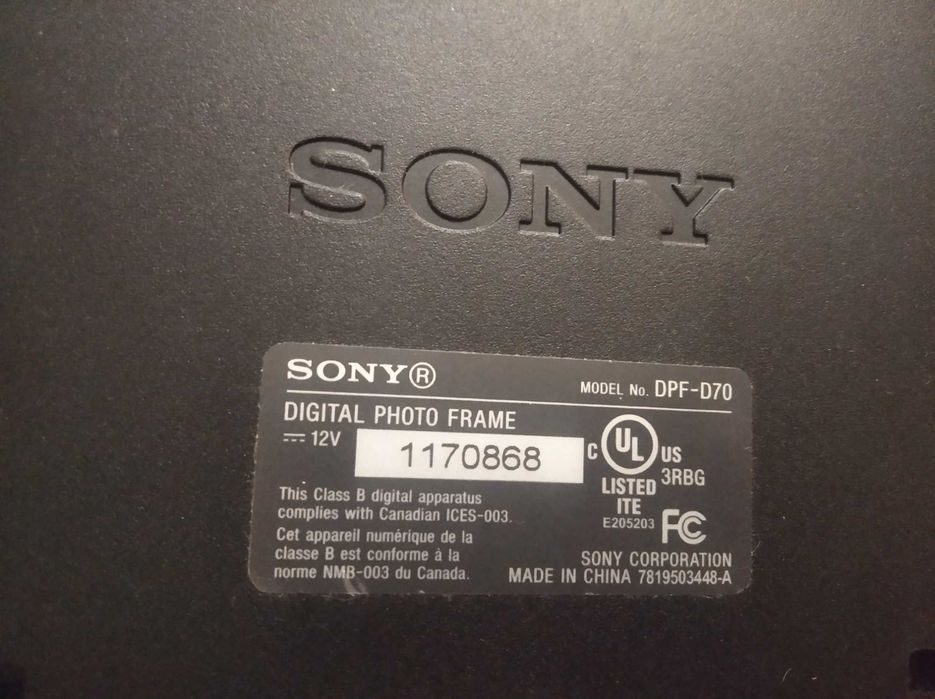 SONY
SONY®
MODEL No. DPF-D70
DIGITAL PHOTO FRAME
⎓ 12V
1170868
C UL US
LISTED 3RBG
ITE
E205203
FC
This Class B digital apparatus
complies with Canadian ICES-003.
Cet appareil numérique de la
classe B est conforme à la
norme NMB-003 du Canada.
SONY CORPORATION
MADE IN CHINA 7819503448-A